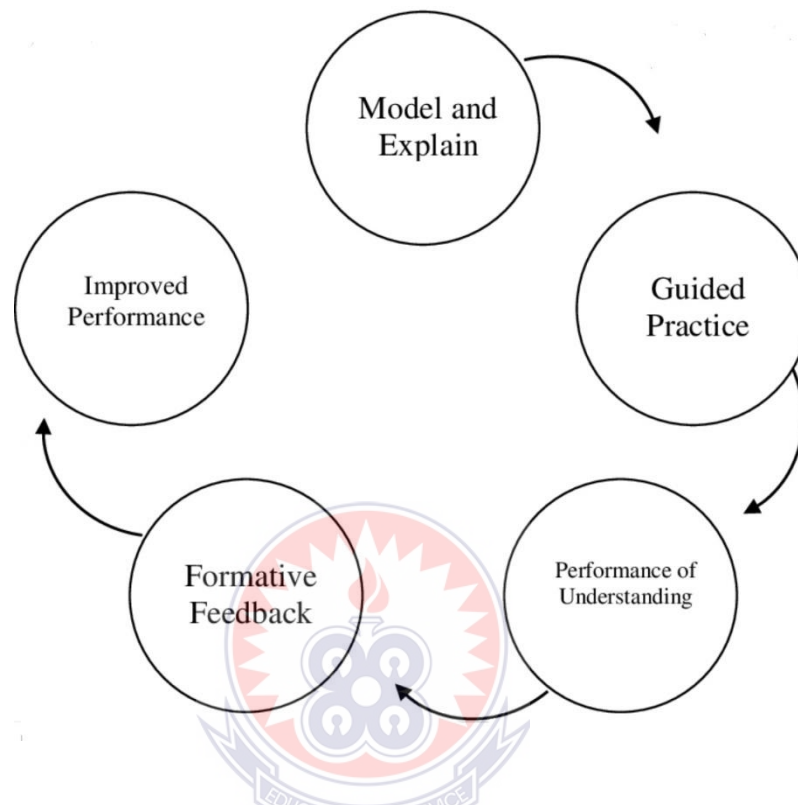 Model and
Explain
Guided
Practice
Performance of
Understanding
Formative
Feedback
Improved
Performance